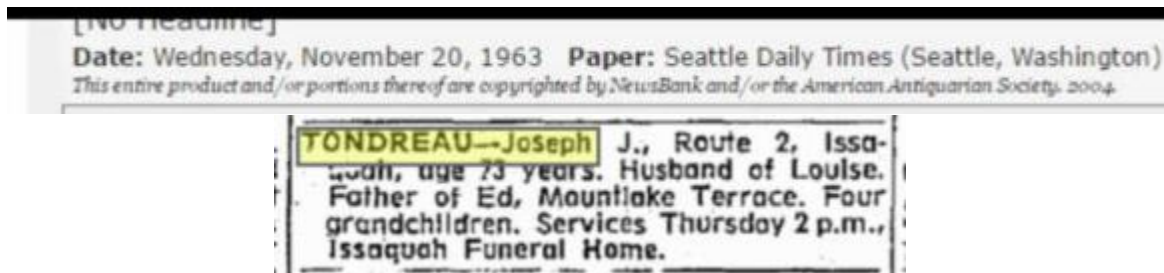 [No Headline]
Date: Wednesday, November 20, 1963 Paper: Seattle Daily Times (Seattle, Washington)
This entire product and/or portions thereof are copyrighted by NewsBank and/or the American Antiquarian Society. 2004.
TONDREAU--Joseph J., Route 2, Issa-
quah, age 73 years. Husband of Louise.
Father of Ed, Mountlake Terrace. Four
grandchildren. Services Thursday 2 p.m.,
Issaquah Funeral Home.